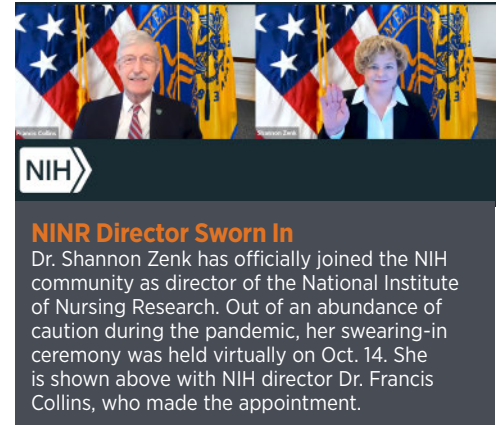 Francis Collins
Shannon Zenk
NIH
NINR Director Sworn In
Dr. Shannon Zenk has officially joined the NIH
community as director of the National Institute
of Nursing Research. Out of an abundance of
caution during the pandemic, her swearing-in
ceremony was held virtually on Oct. 14. She
is shown above with NIH director Dr. Francis
Collins, who made the appointment.